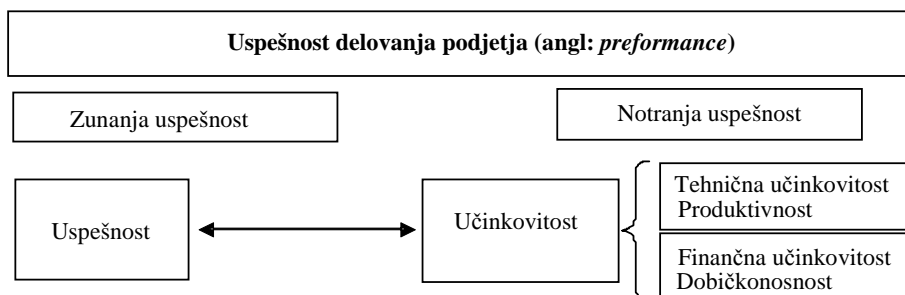 Uspešnost delovanja podjetja (angl: preformance)
Zunanja uspešnost
Notranja uspešnost
Uspešnost
Učinkovitost
Tehnična učinkovitost
Produktivnost
Finančna učinkovitost
Dobičkonosnost